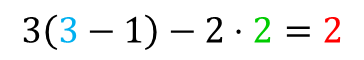 3(3 − 1) − 2 · 2 = 2